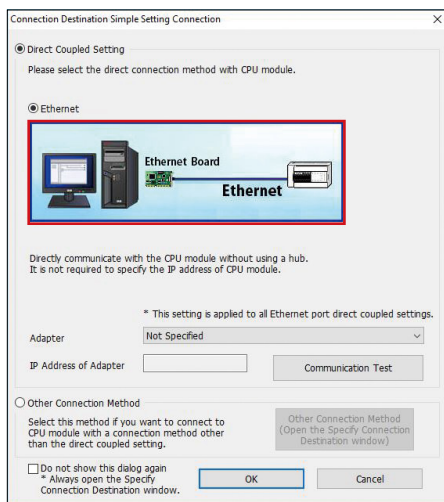 Connection Destination Simple Setting Connection
Direct Coupled Setting
Please select the direct connection method with CPU module.
Ethernet
Ethernet Board
Ethernet
Directly communicate with the CPU module without using a hub.
It is not required to specify the IP address of CPU module.
* This setting is applied to all Ethernet port direct coupled settings.
Adapter
Not Specified
IP Address of Adapter
Communication Test
Other Connection Method
Select this method if you want to connect to
CPU module with a connection method other
than the direct coupled setting.
Other Connection Method
(Open the Specify Connection
Destination window)
Do not show this dialog again
* Always open the Specify
Connection Destination window.
OK
Cancel